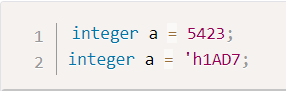 1 integer a = 5423;
2 integer a = 'h1AD7;